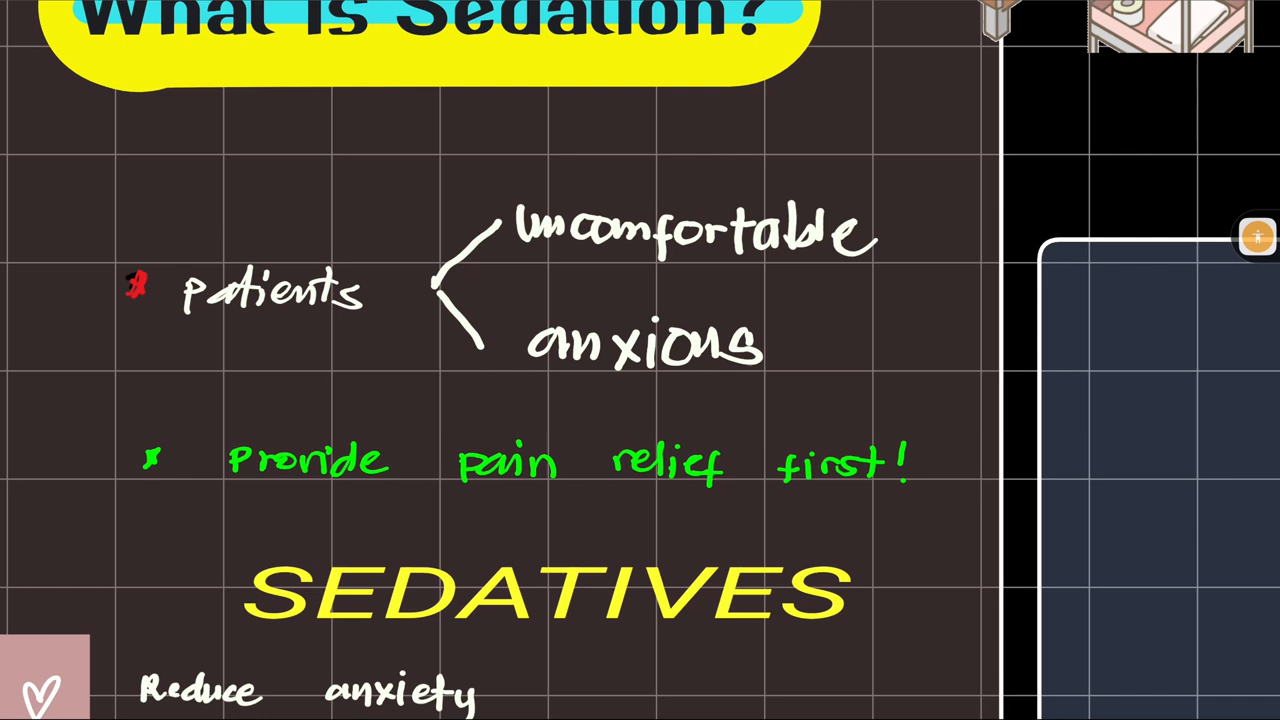 What is Sedation?
uncomfortable
* patients
anxious
* Provide pain relief first!
SEDATIVES
Reduce anxiety